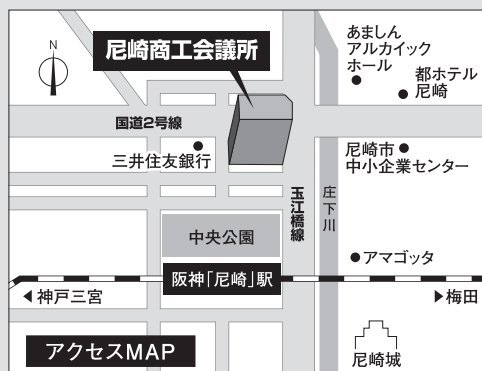 N
尼崎商工会議所
あましん
アルカイック
ホール
都ホテル
尼崎
国道2号線
三井住友銀行
尼崎市
中小企業センター
玉江橋線
庄下川
中央公園
アマゴッタ
阪神「尼崎」駅
神戸三宮
梅田
アクセスMAP
尼崎城